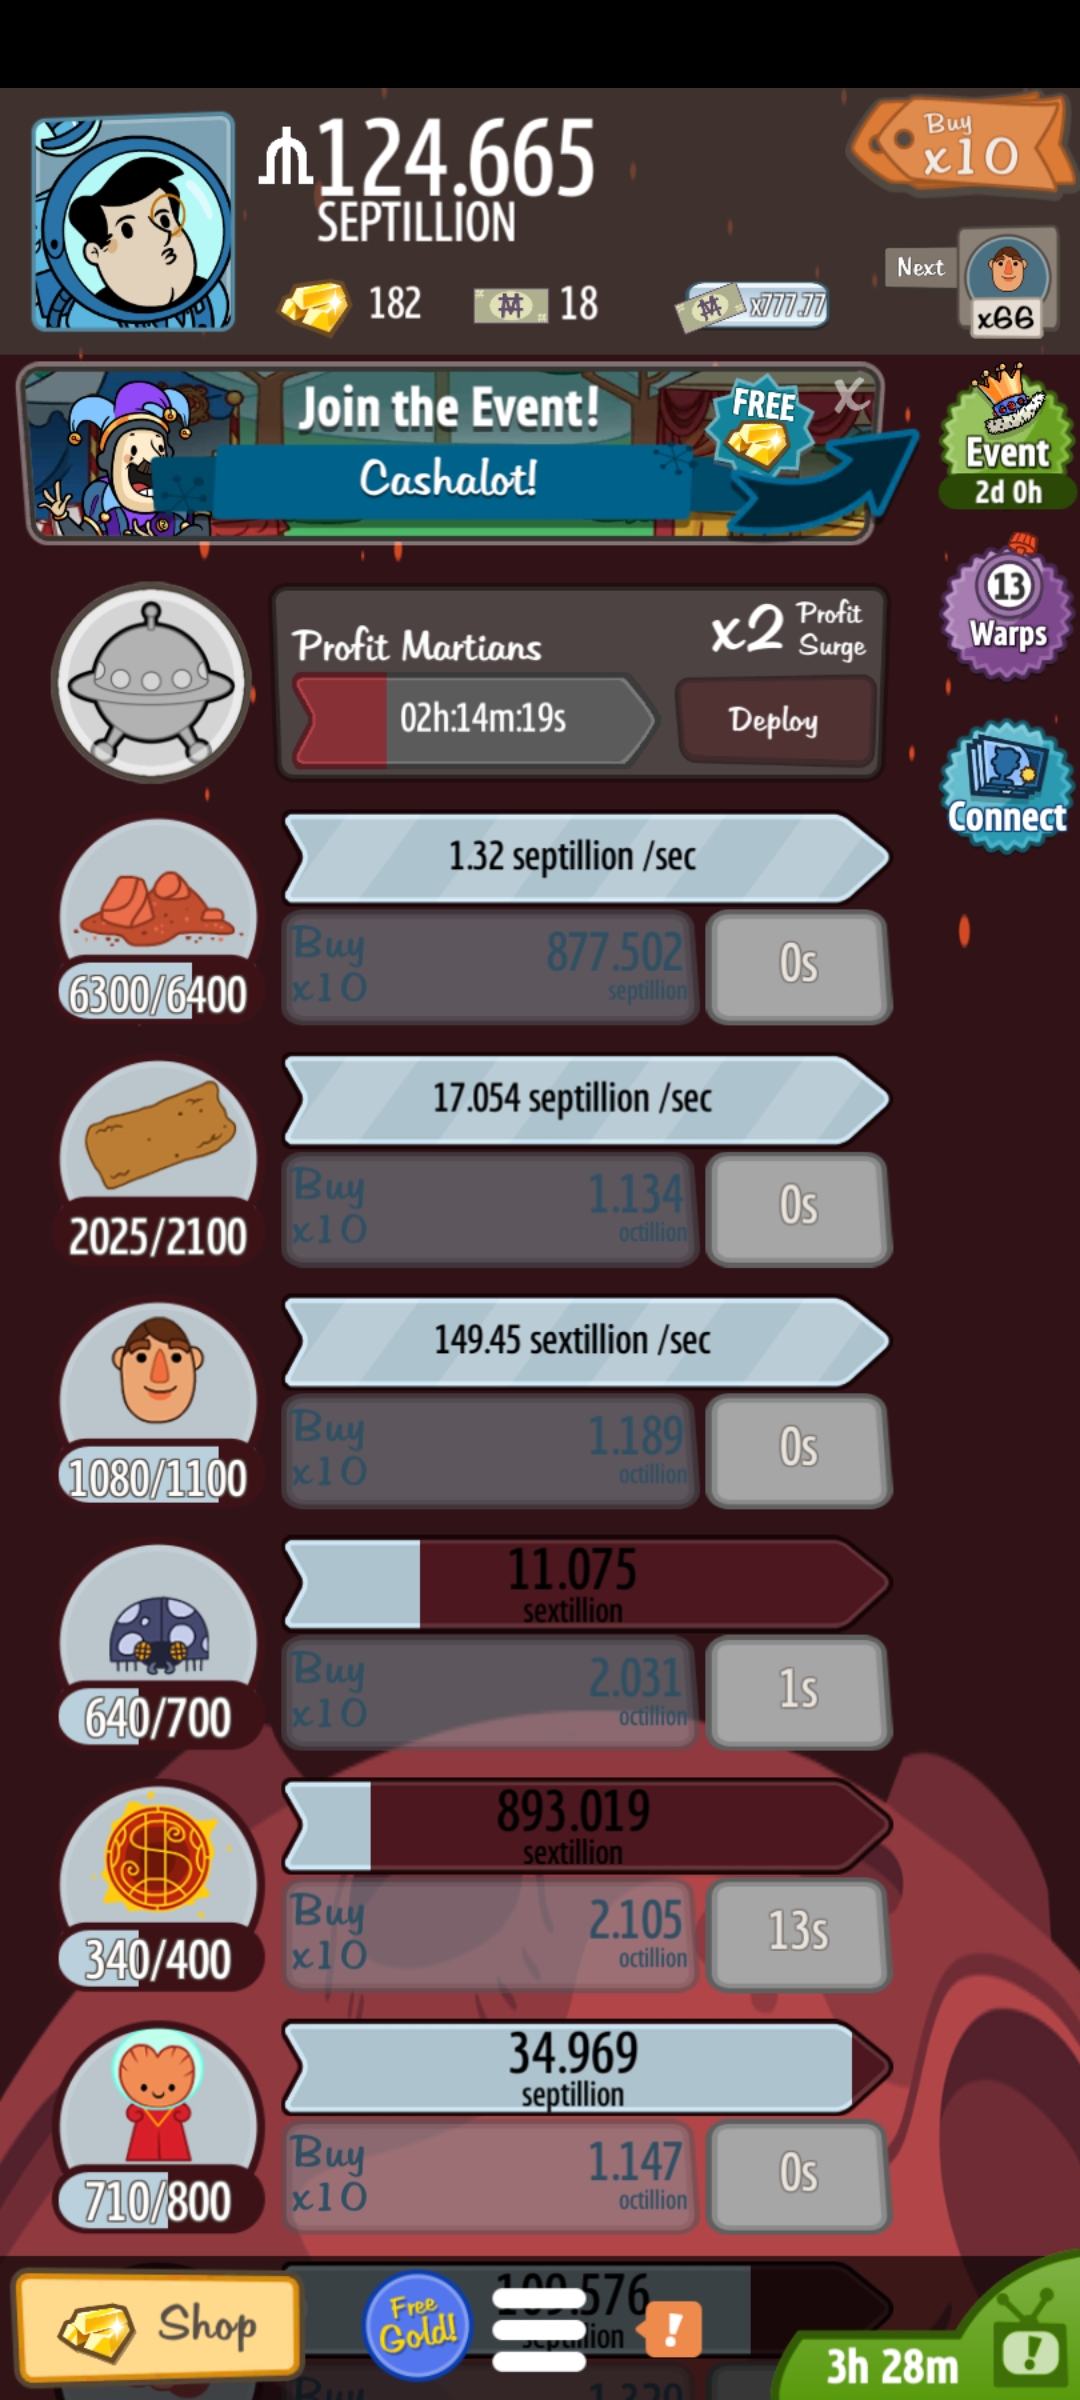 124.665
SEPTILLION
Buy
x10
182
18
x777.77
Next
x66
Join the Event!
FREE
X
Cashalot!
Event
2d 0h
13
Warps
Profit Martians
x2 Profit
Surge
02h:14m:19s
Deploy
Connect
1.32 septillion /sec
Buy
x10
877.502
septillion
0s
6300/6400
17.054 septillion /sec
Buy
x10
1.134
octillion
0s
2025/2100
149.45 sextillion /sec
Buy
x10
1.189
octillion
0s
1080/1100
11.075
sextillion
Buy
x10
2.031
octillion
1s
640/700
893.019
sextillion
Buy
x10
2.105
octillion
13s
340/400
34.969
septillion
Buy
x10
1.147
octillion
0s
710/800
Shop
Free
Gold!
!
3h 28m
!